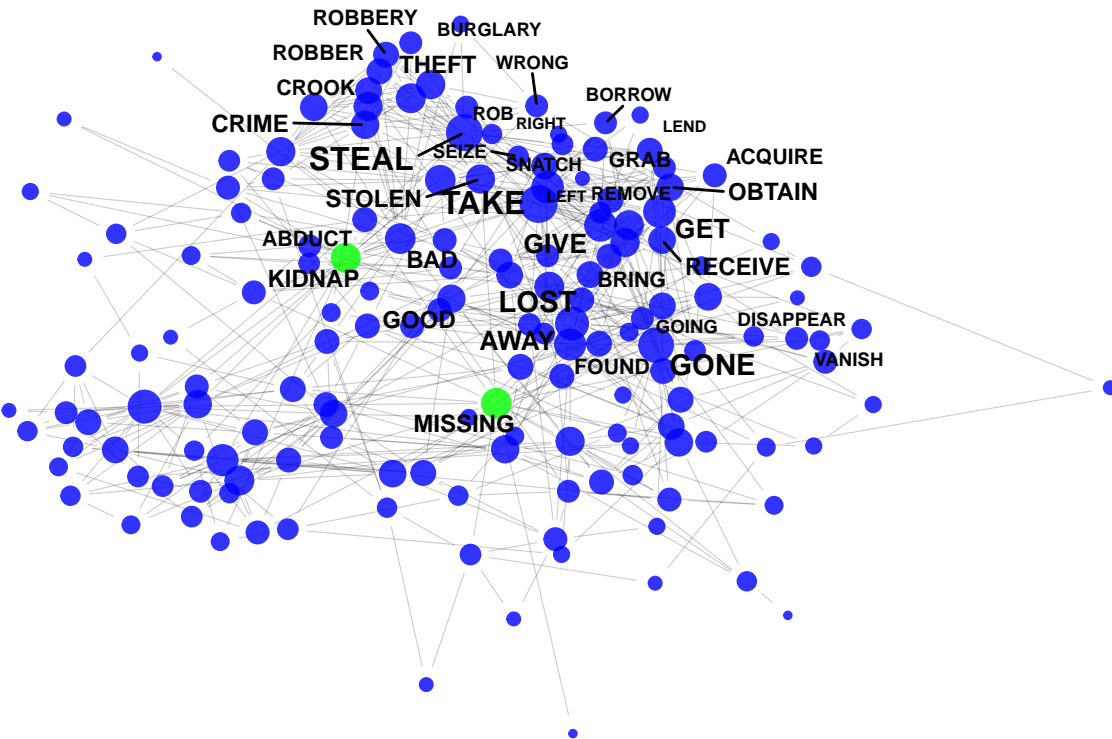 ROBBERY
BURGLARY
ROBBER
THEFT
WRONG
CROOK
BORROW
CRIME
ROB
RIGHT
LEND
STEAL
SEIZE
SNATCH
GRAB
ACQUIRE
STOLEN
TAKE
LEFT
REMOVE
OBTAIN
ABDUCT
GIVE
GET
KIDNAP
BAD
BRING
RECEIVE
GOOD
LOST
AWAY
GOING
DISAPPEAR
FOUND
GONE
VANISH
MISSING